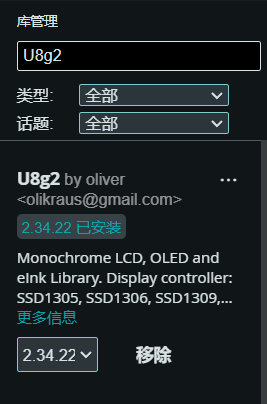 库管理
U8g2
类型: 全部
话题: 全部
U8g2 by oliver
<olikraus@gmail.com>
2.34.22 已安装
Monochrome LCD, OLED and
eInk Library. Display controller:
SSD1305, SSD1306, SSD1309,...
更多信息
2.34.22 移除